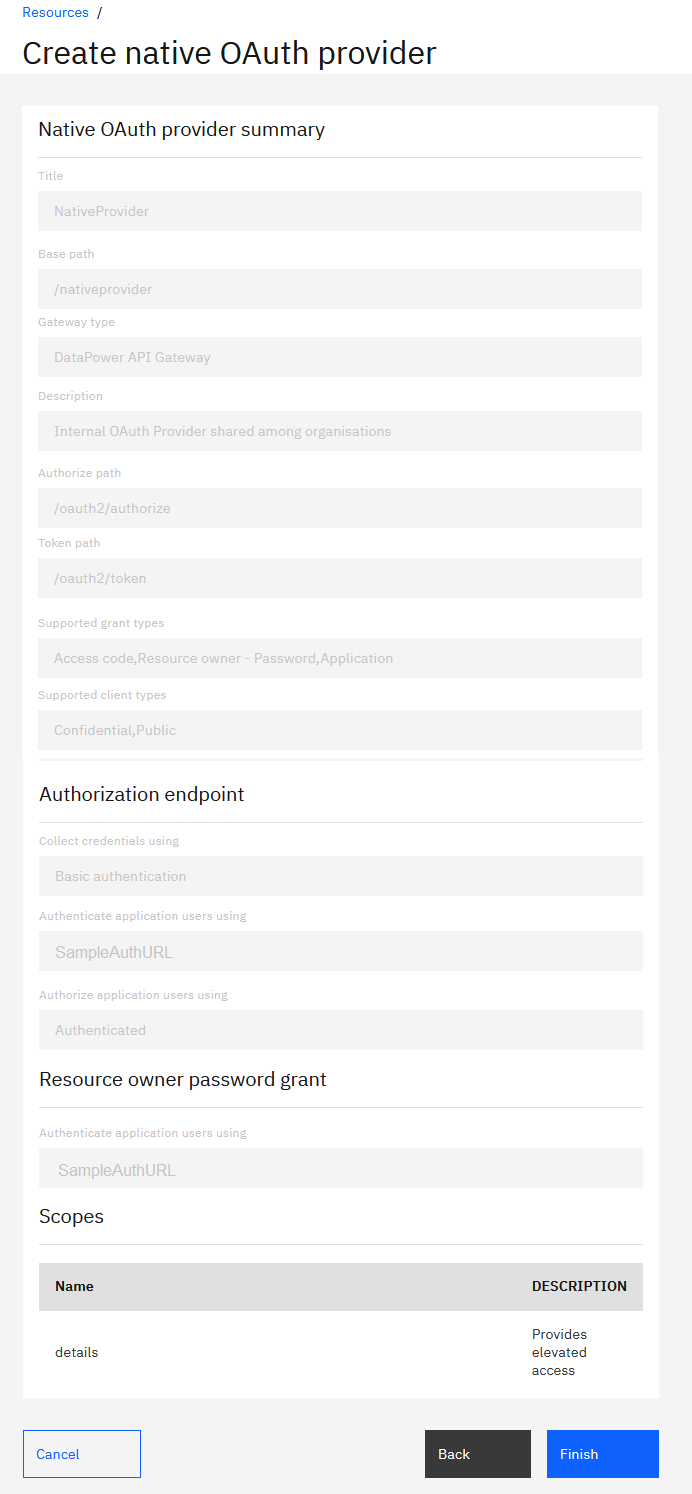 Resources /
Create native OAuth provider
Native OAuth provider summary
Title
NativeProvider
Base path
/nativeprovider
Gateway type
DataPower API Gateway
Description
Internal OAuth Provider shared among organisations
Authorize path
/oauth2/authorize
Token path
/oauth2/token
Supported grant types
Access code,Resource owner - Password,Application
Supported client types
Confidential,Public
Authorization endpoint
Collect credentials using
Basic authentication
Authenticate application users using
SampleAuthURL
Authorize application users using
Authenticated
Resource owner password grant
Authenticate application users using
SampleAuthURL
Scopes
Name DESCRIPTION
details Provides
elevated
access
Cancel Back Finish